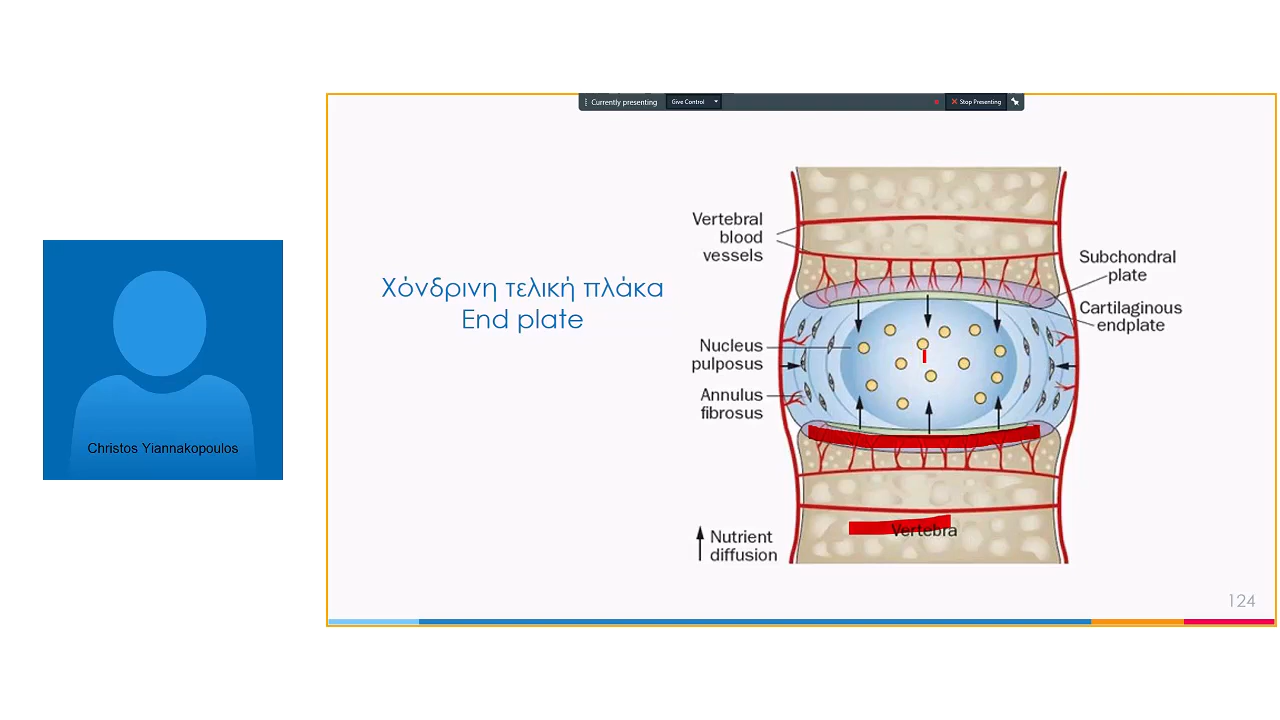 Currently presenting
Give Control
Stop Presenting
Christos Yiannakopoulos
Χόνδρινη τελική πλάκα
End plate
Vertebral
blood
vessels
Subchondral
plate
Cartilaginous
endplate
Nucleus
pulposus
Annulus
fibrosus
Vertebra
Nutrient
diffusion
124